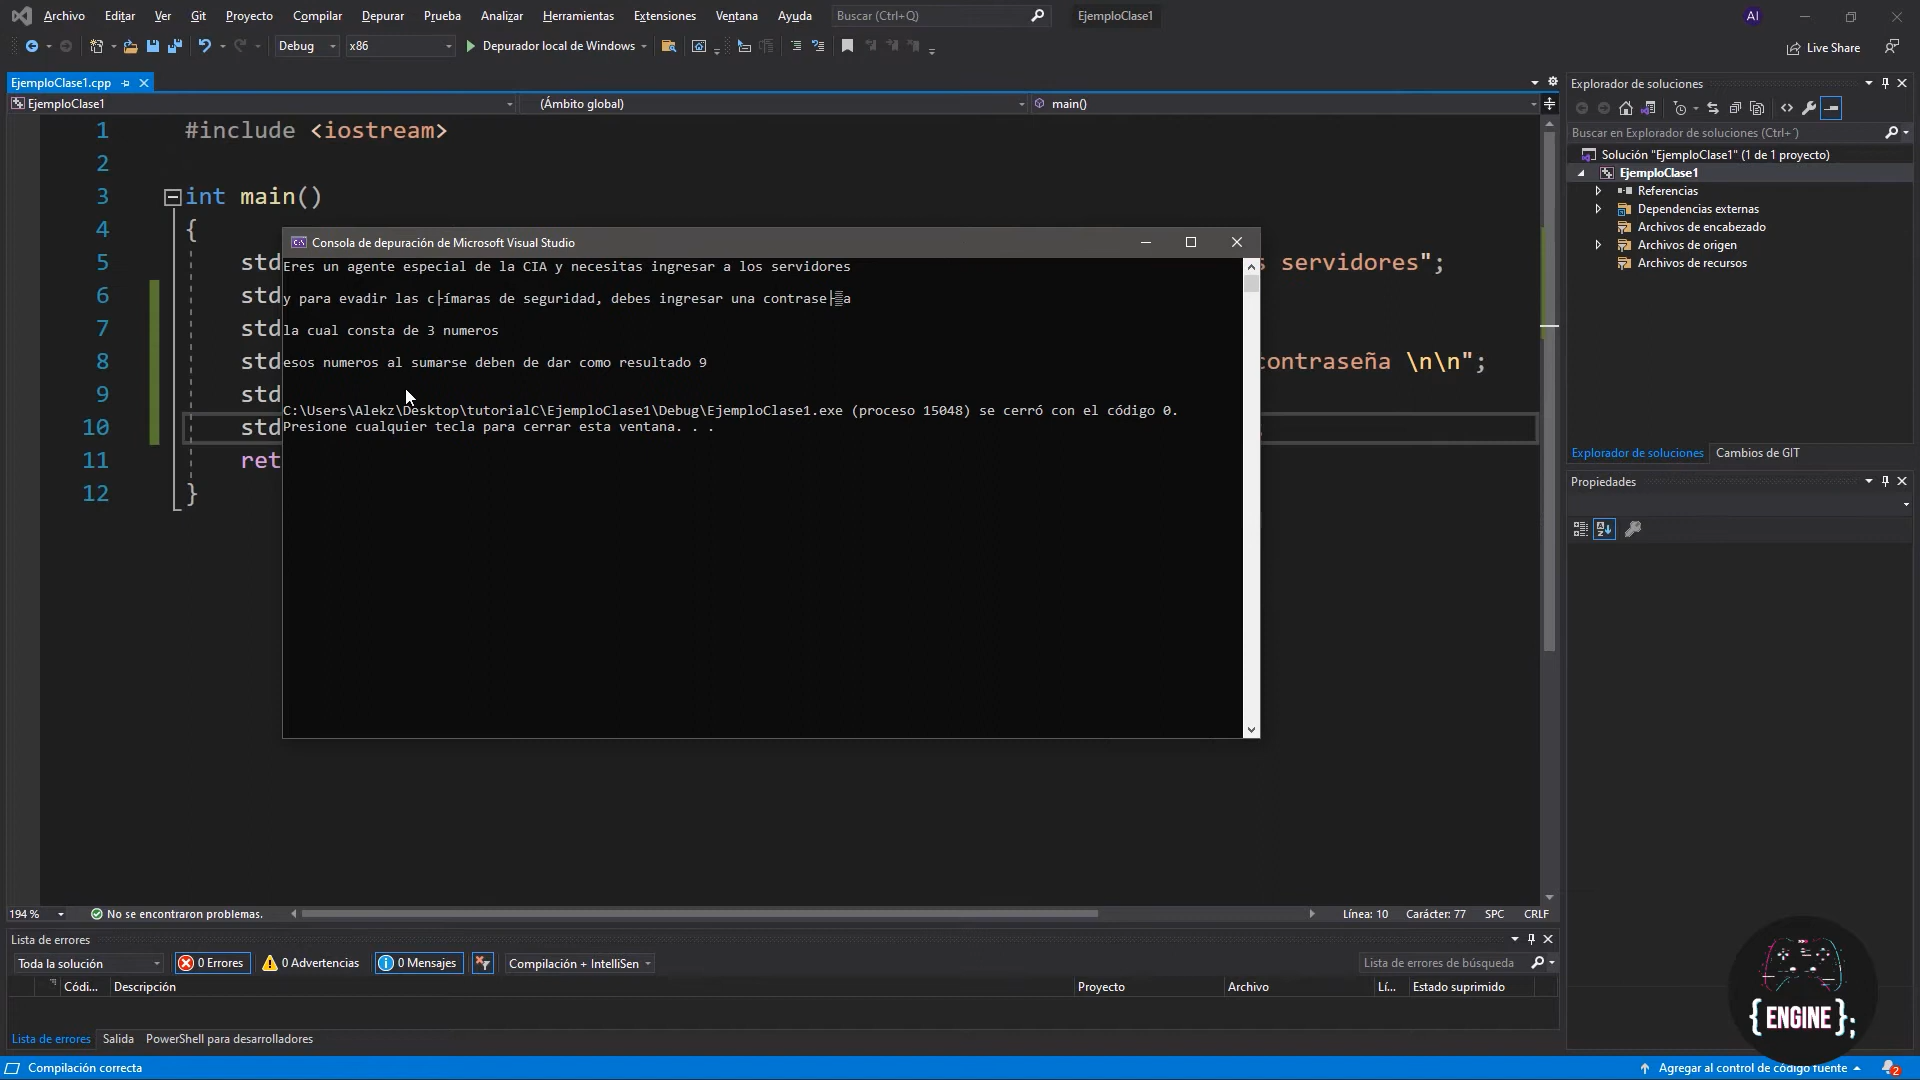 Archivo Editar Ver Git Proyecto Compilar Depurar Prueba Analizar Herramientas Extensiones Ventana Ayuda Buscar (Ctrl+Q) EjemploClase1 AI
Debug x86 Depurador local de Windows Live Share
EjemploClase1.cpp
EjemploClase1 (Ámbito global) main()
1 #include <iostream>
2
3 int main()
4 {
5 std s servidores";
6 std
7 std
8 std contraseña \n\n";
9 std
10 std
11 ret
12 }
Consola de depuración de Microsoft Visual Studio
Eres un agente especial de la CIA y necesitas ingresar a los servidores
y para evadir las c├ímaras de seguridad, debes ingresar una contrase├▒a
la cual consta de 3 numeros
esos numeros al sumarse deben de dar como resultado 9
C:\Users\Alekz\Desktop\tutorialC\EjemploClase1\Debug\EjemploClase1.exe (proceso 15048) se cerró con el código 0.
Presione cualquier tecla para cerrar esta ventana. . .
Explorador de soluciones
Buscar en Explorador de soluciones (Ctrl+´)
Solución "EjemploClase1" (1 de 1 proyecto)
EjemploClase1
Referencias
Dependencias externas
Archivos de encabezado
Archivos de origen
Archivos de recursos
Explorador de soluciones Cambios de GIT
Propiedades
194 % No se encontraron problemas. Línea: 10 Carácter: 77 SPC CRLF
Lista de errores
Toda la solución 0 Errores 0 Advertencias 0 Mensajes Compilación + IntelliSen Lista de errores de búsqueda
Códi... Descripción Proyecto Archivo Lí... Estado suprimido
Lista de errores Salida PowerShell para desarrolladores
{ENGINE};
Compilación correcta Agregar al control de código fuente 2